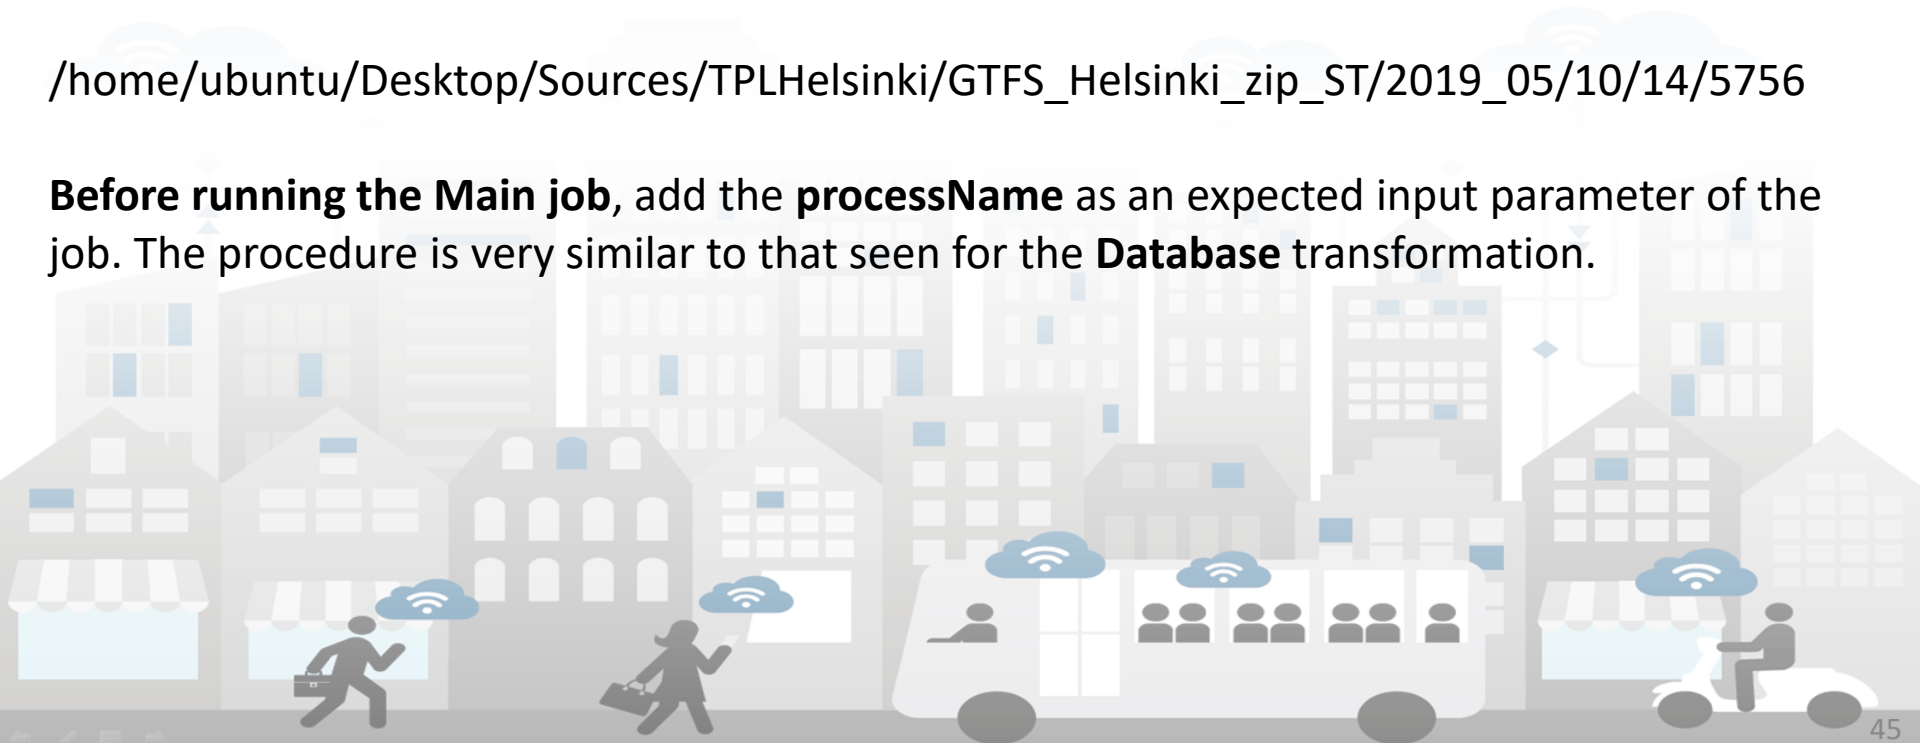 /home/ubuntu/Desktop/Sources/TPLHelsinki/GTFS_Helsinki_zip_ST/2019_05/10/14/5756
Before running the Main job, add the processName as an expected input parameter of the
job. The procedure is very similar to that seen for the Database transformation.
45